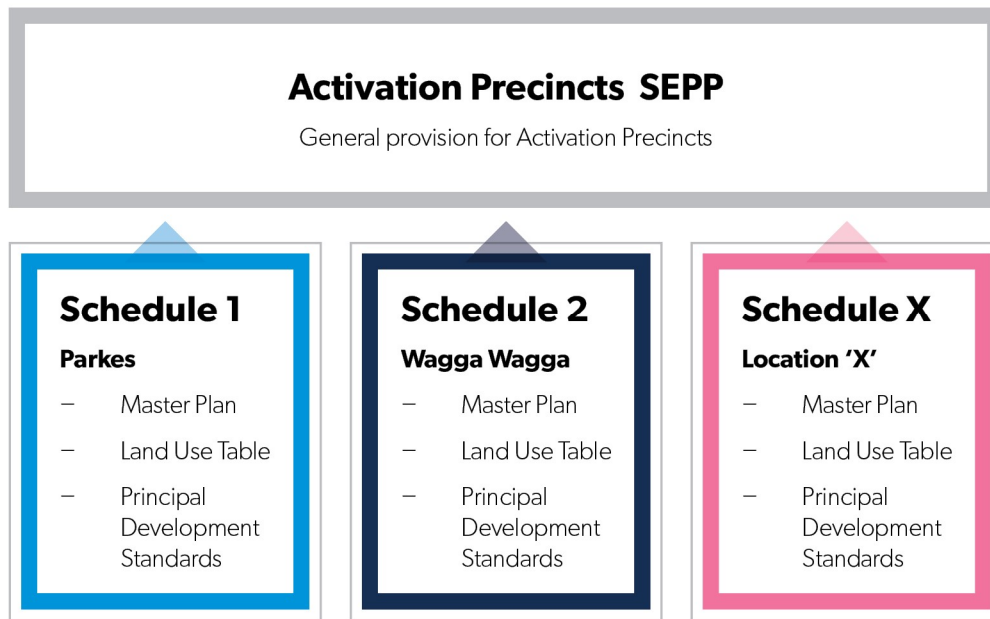 Activation Precincts SEPP
General provision for Activation Precincts
Schedule 1
Parkes
– Master Plan
– Land Use Table
– Principal
Development
Standards
Schedule 2
Wagga Wagga
– Master Plan
– Land Use Table
– Principal
Development
Standards
Schedule X
Location ‘X’
– Master Plan
– Land Use Table
– Principal
Development
Standards